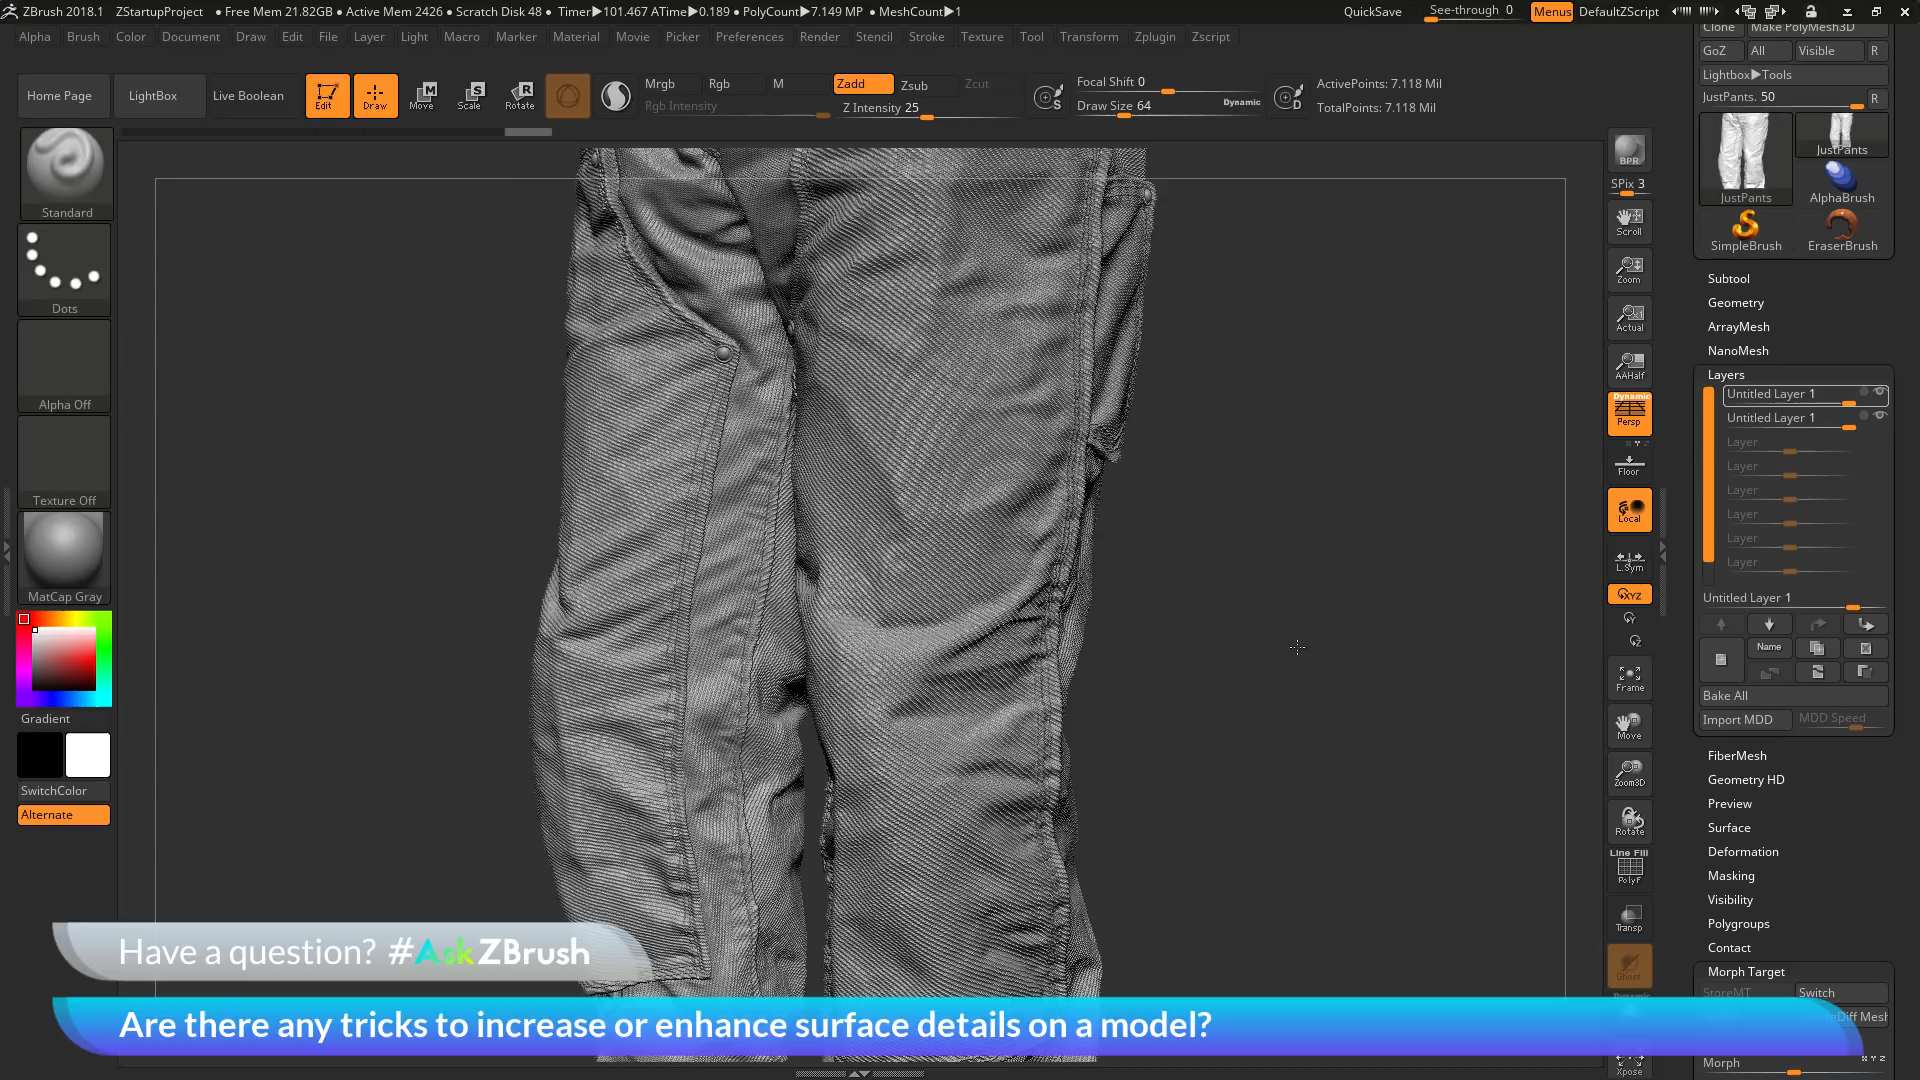 ZBrush 2018.1 ZStartupProject ● Free Mem 21.82GB ● Active Mem 2426 ● Scratch Disk 48 ● Timer▶101.467 ATime▶0.189 ● PolyCount▶7.149 MP ● MeshCount▶1 QuickSave See-through 0 Menus DefaultZScript
Alpha Brush Color Document Draw Edit File Layer Light Macro Marker Material Movie Picker Preferences Render Stencil Stroke Texture Tool Transform Zplugin Zscript
Home Page LightBox Live Boolean Edit Draw Move Scale Rotate
Mrgb Rgb M Zadd Zsub Zcut
Rgb Intensity Z Intensity 25
Focal Shift 0
Draw Size 64 Dynamic
ActivePoints: 7.118 Mil
TotalPoints: 7.118 Mil
Standard
Dots
Alpha Off
Texture Off
MatCap Gray
Gradient
SwitchColor
Alternate
BPR
SPix 3
Scroll
Zoom
Actual
AAHalf
Dynamic
Persp
Floor
Local
L.Sym
XYZ
Frame
Move
Zoom3D
Rotate
Line Fill
PolyF
Transp
Ghost
Dynamic
Xpose
Clone Make PolyMesh3D
GoZ All Visible R
Lightbox▶Tools
JustPants. 50 R
JustPants
JustPants AlphaBrush
SimpleBrush EraserBrush
Subtool
Geometry
ArrayMesh
NanoMesh
Layers
Untitled Layer 1
Untitled Layer 1
Layer
Layer
Layer
Layer
Layer
Layer
Untitled Layer 1
Name
Bake All
Import MDD MDD Speed
FiberMesh
Geometry HD
Preview
Surface
Deformation
Masking
Visibility
Polygroups
Contact
Morph Target
StoreMT Switch
Diff Mesh
Morph X Y Z
Have a question? #AskZBrush
Are there any tricks to increase or enhance surface details on a model?